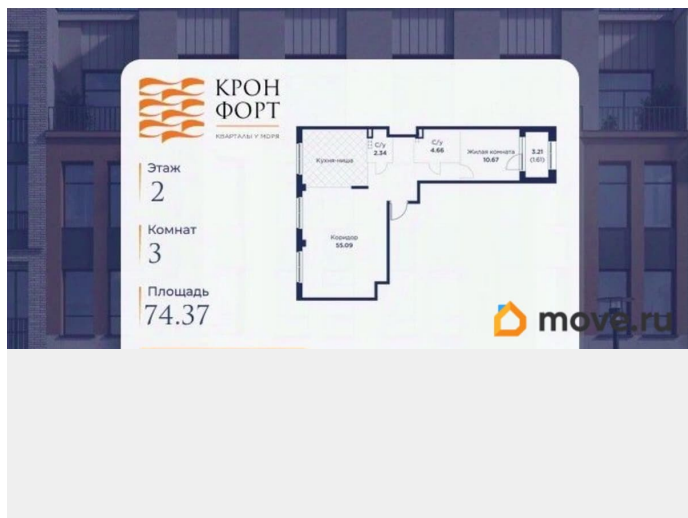 КРОН
ФОРТ
КВАРТАЛЫ У МОРЯ
Этаж
2
Комнат
3
Площадь
74.37
Кухня-ниша
С/у
2.34
С/у
4.66
Жилая комната
10.67
3.21
(1.61)
Коридор
55.09
move.ru